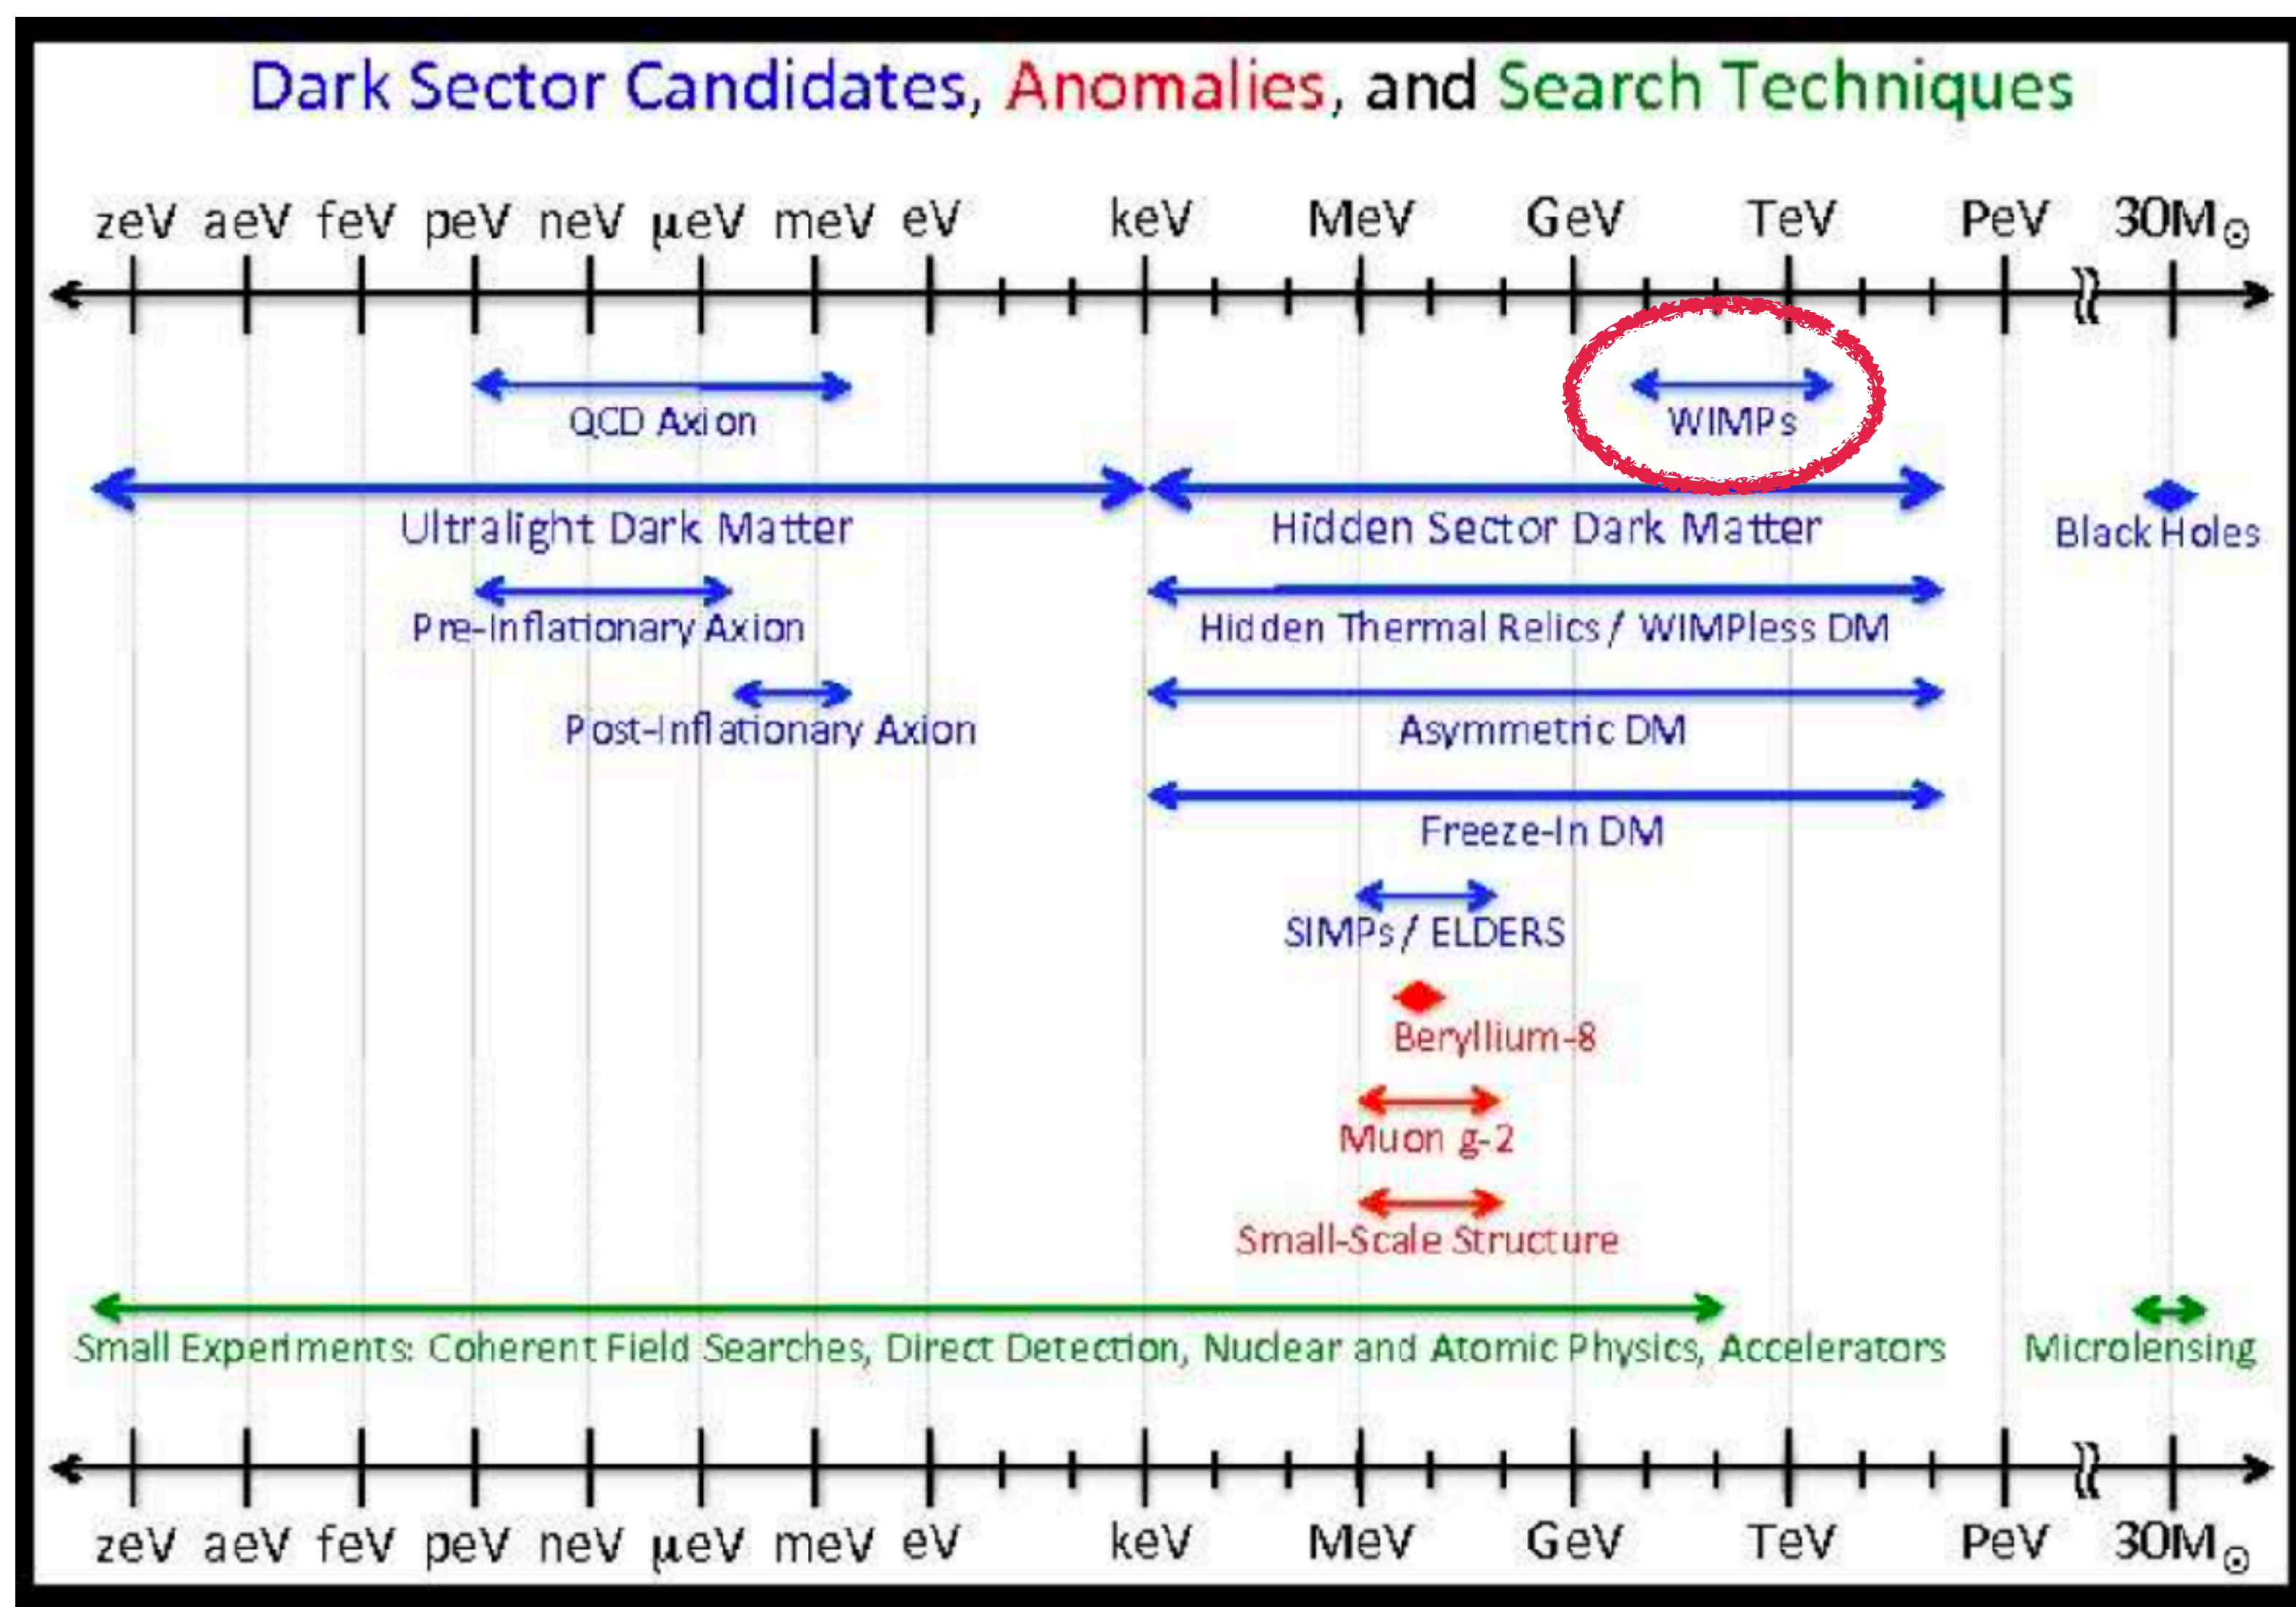 Dark Sector Candidates, Anomalies, and Search Techniques
zeV aeV feV peV neV μeV meV eV keV MeV GeV TeV PeV 30M☉
QCD Axion WIMPs
Ultralight Dark Matter Hidden Sector Dark Matter Black Holes
Pre-Inflationary Axion Hidden Thermal Relics / WIMPless DM
Post-Inflationary Axion Asymmetric DM
Freeze-In DM
SIMPs / ELDERS
Beryllium-8
Muon g-2
Small-Scale Structure
Small Experiments: Coherent Field Searches, Direct Detection, Nuclear and Atomic Physics, Accelerators Microlensing
zeV aeV feV peV neV μeV meV eV keV MeV GeV TeV PeV 30M☉